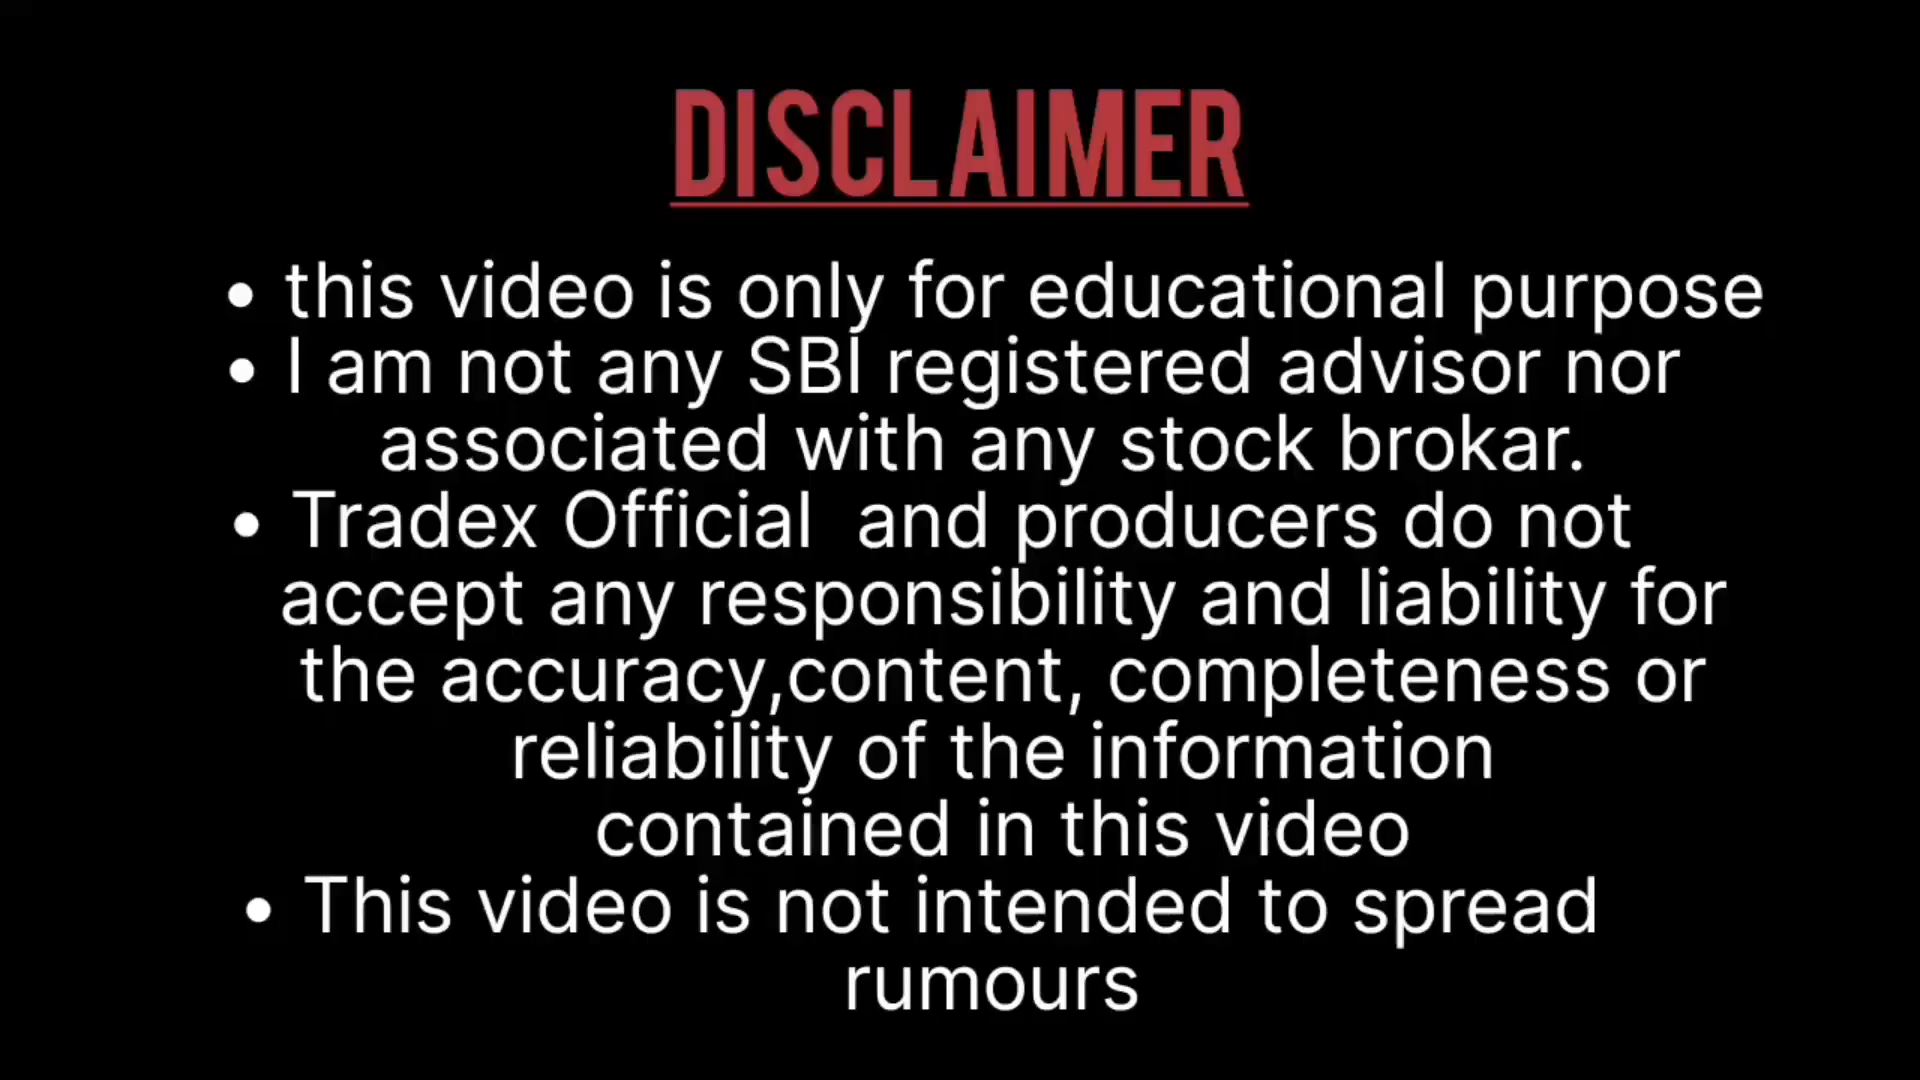 DISCLAIMER
• this video is only for educational purpose
• I am not any SBI registered advisor nor
associated with any stock brokar.
• Tradex Official  and producers do not
accept any responsibility and liability for
the accuracy,content, completeness or
reliability of the information
contained in this video
• This video is not intended to spread
rumours